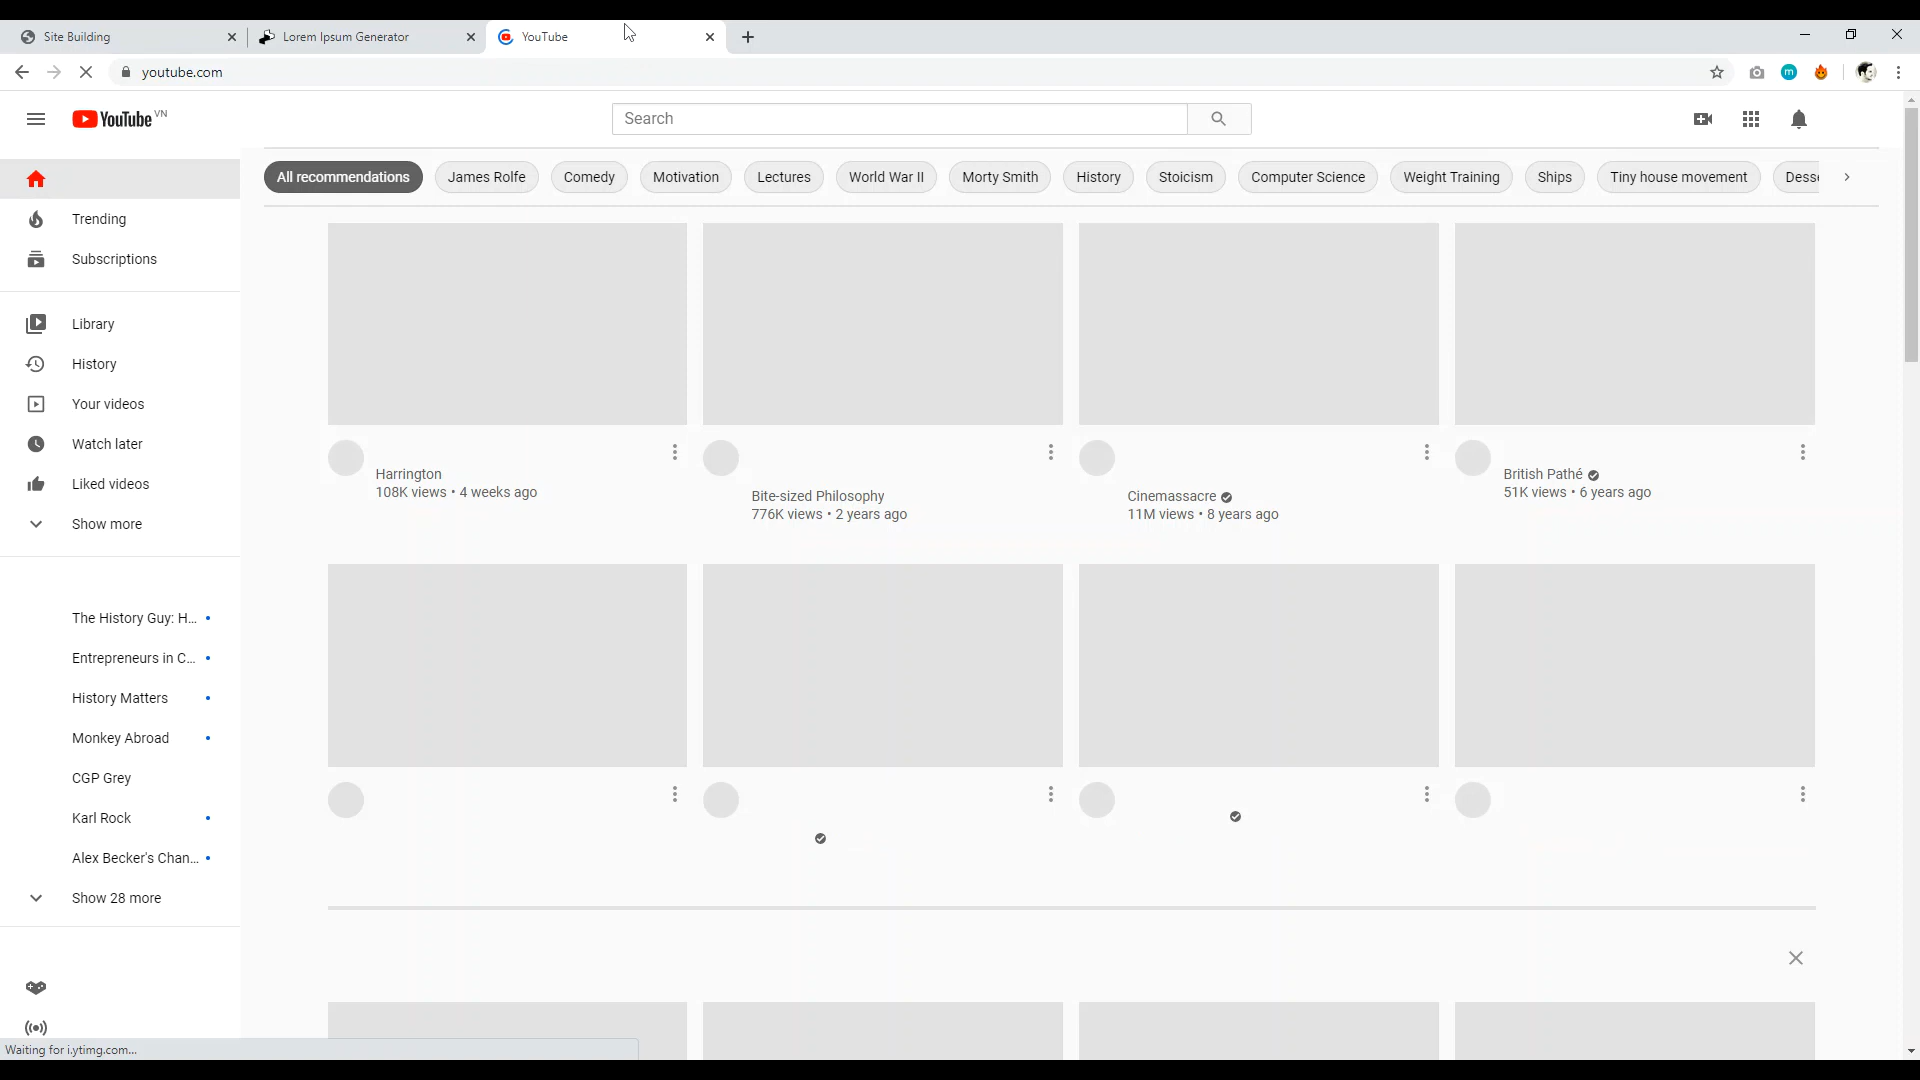 Site Building
Lorem Ipsum Generator
YouTube
youtube.com
m
YouTube VN
Search
All recommendations
James Rolfe
Comedy
Motivation
Lectures
World War II
Morty Smith
History
Stoicism
Computer Science
Weight Training
Ships
Tiny house movement
Desse
Trending
Subscriptions
Library
History
Your videos
Watch later
Liked videos
Show more
The History Guy: H...
Entrepreneurs in C...
History Matters
Monkey Abroad
CGP Grey
Karl Rock
Alex Becker's Chan...
Show 28 more
Harrington
108K views • 4 weeks ago
Bite-sized Philosophy
776K views • 2 years ago
Cinemassacre
11M views • 8 years ago
British Pathé
51K views • 6 years ago
Waiting for i.ytimg.com...